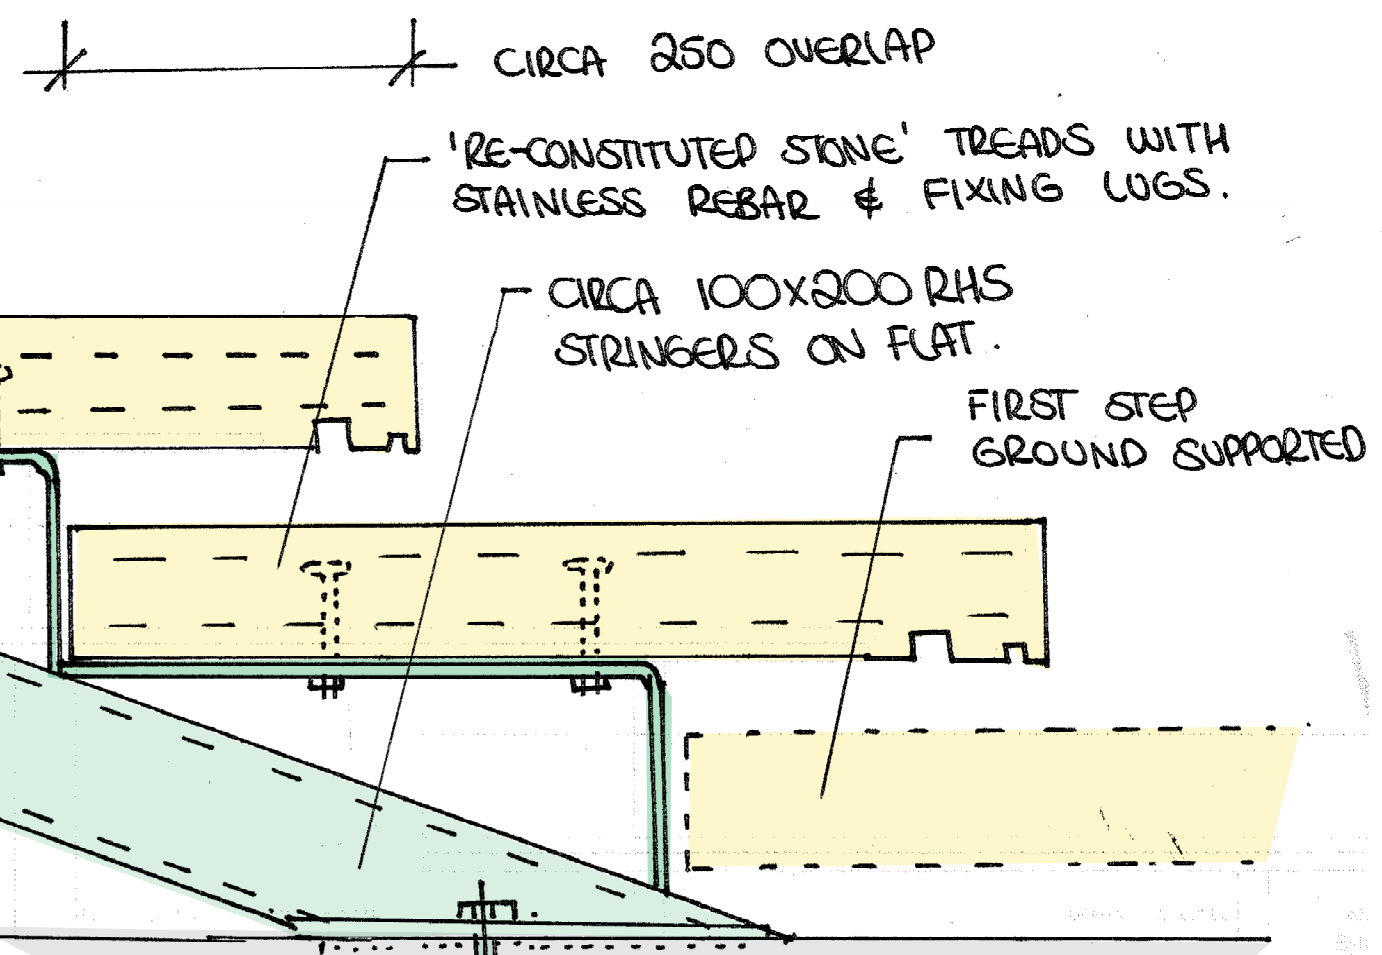 CIRCA 250 OVERLAP
'RE-CONSTITUTED STONE' TREADS WITH
STAINLESS REBAR & FIXING LUGS.
CIRCA 100X200 RHS
STRINGERS ON FLAT.
FIRST STEP
GROUND SUPPORTED